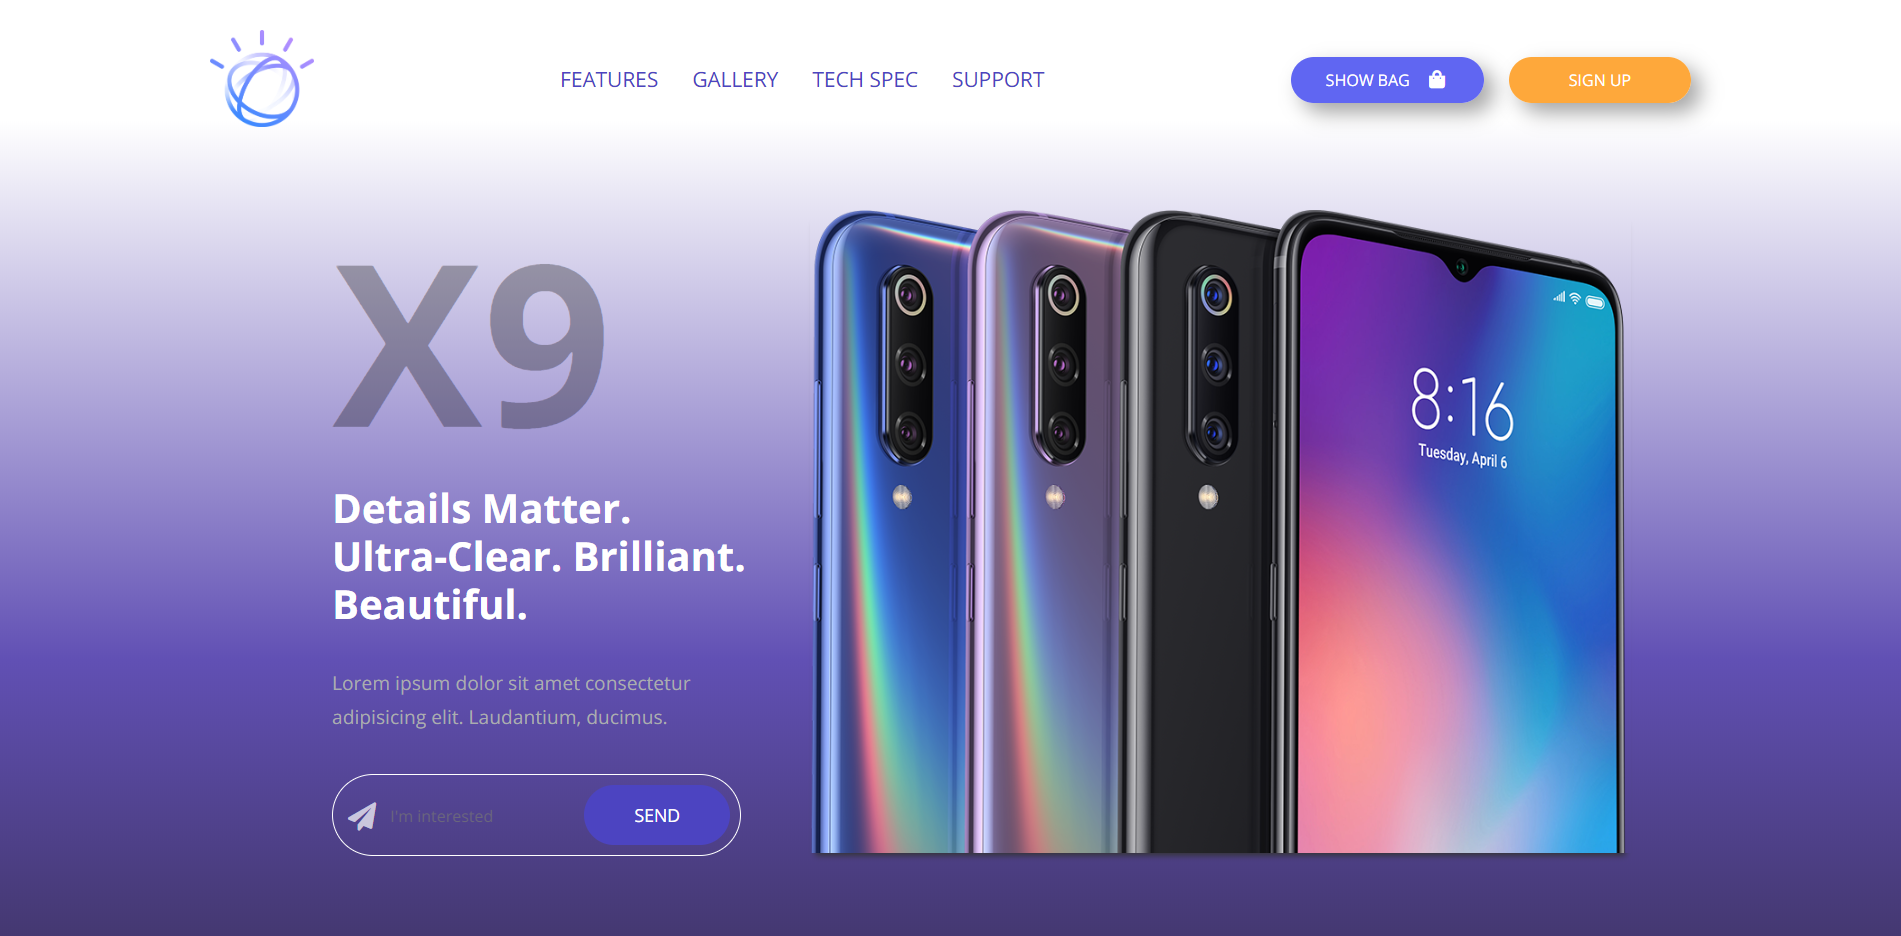 FEATURES GALLERY TECH SPEC SUPPORT SHOW BAG SIGN UP
X9
Details Matter.
Ultra-Clear. Brilliant.
Beautiful.
Lorem ipsum dolor sit amet consectetur
adipisicing elit. Laudantium, ducimus.
I'm interested SEND
8:16
Tuesday, April 6